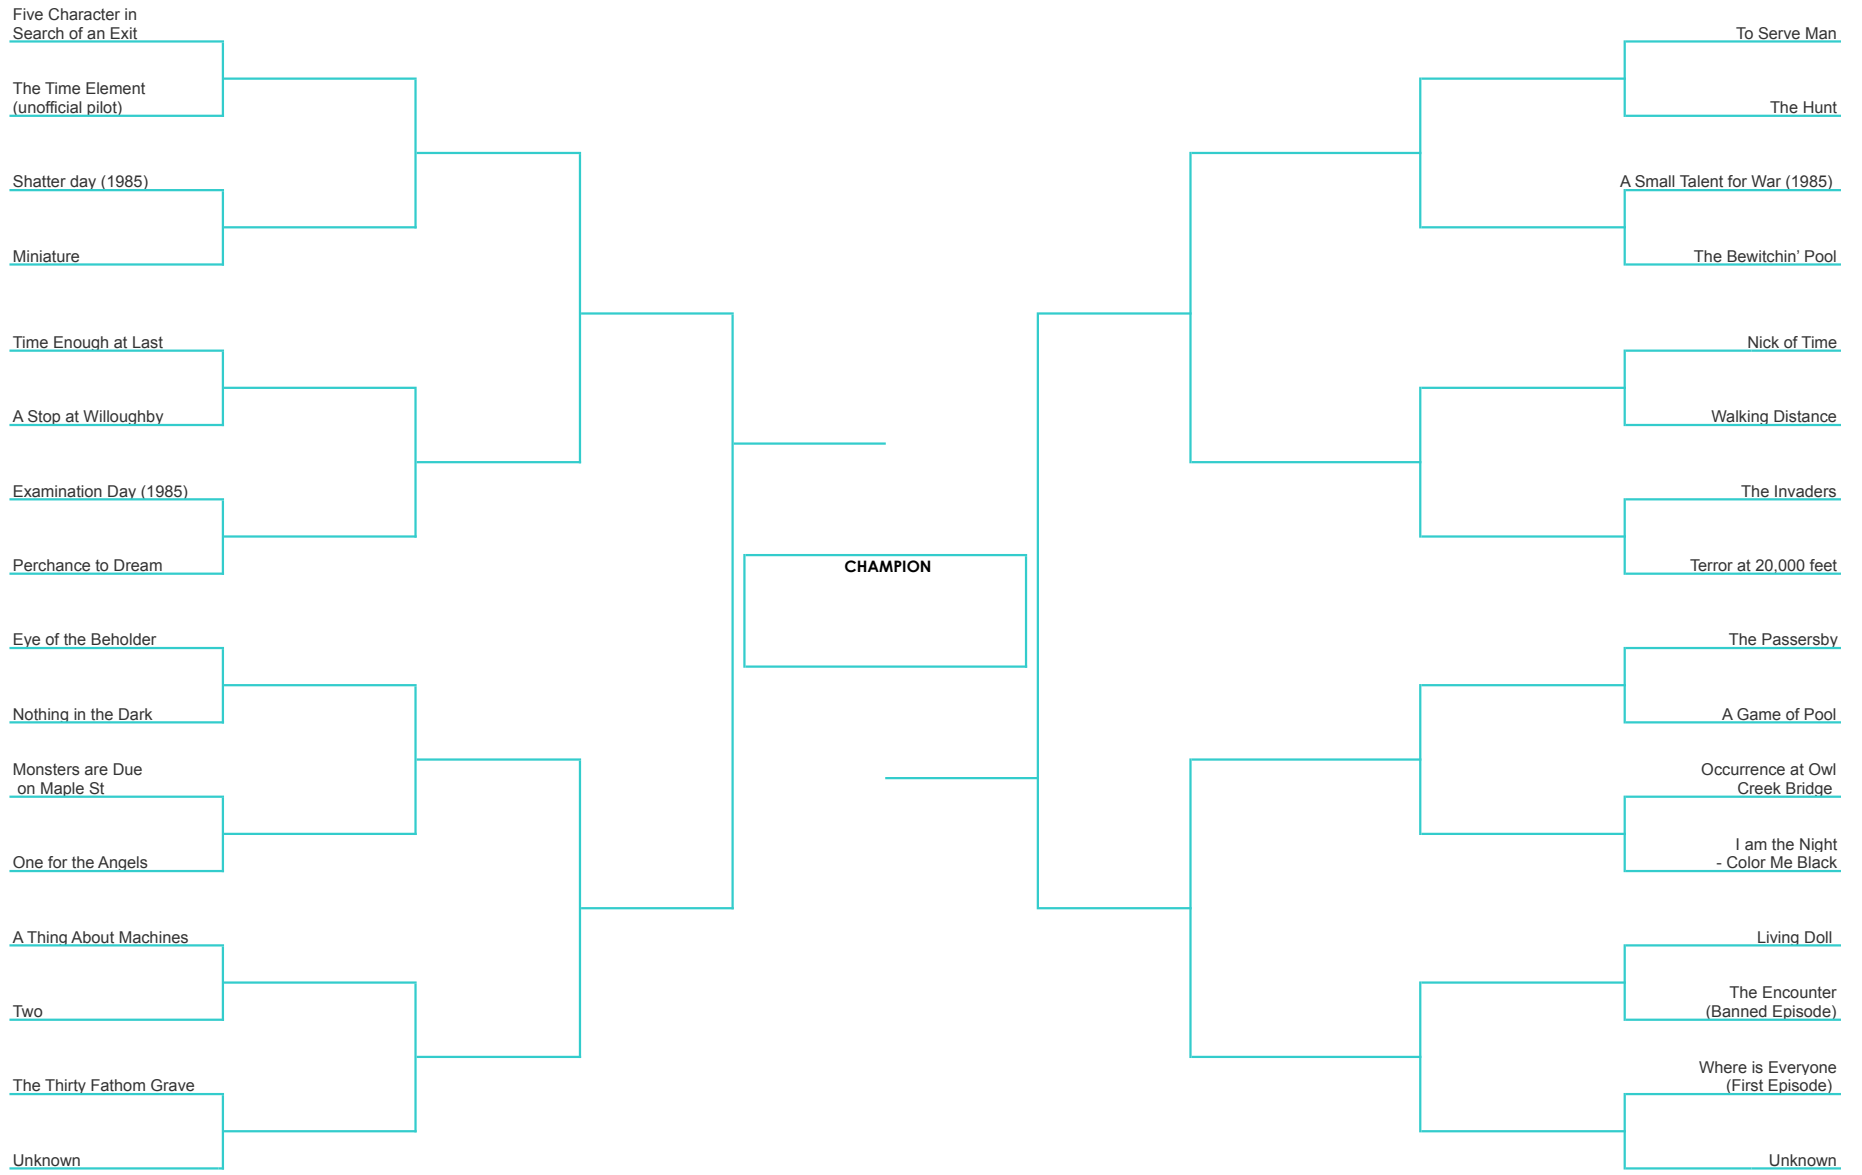 Five Character in
Search of an Exit
The Time Element
(unofficial pilot)
Shatter day (1985)
Miniature
Time Enough at Last
A Stop at Willoughby
Examination Day (1985)
Perchance to Dream
Eye of the Beholder
Nothing in the Dark
Monsters are Due
on Maple St
One for the Angels
A Thing About Machines
Two
The Thirty Fathom Grave
Unknown
CHAMPION
To Serve Man
The Hunt
A Small Talent for War (1985)
The Bewitchin' Pool
Nick of Time
Walking Distance
The Invaders
Terror at 20,000 feet
The Passersby
A Game of Pool
Occurrence at Owl
Creek Bridge
I am the Night
- Color Me Black
Living Doll
The Encounter
(Banned Episode)
Where is Everyone
(First Episode)
Unknown